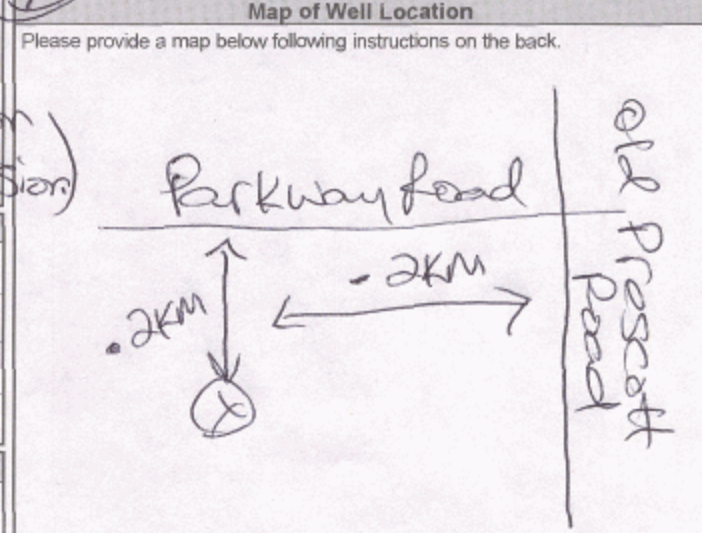 Map of Well Location
Please provide a map below following instructions on the back.
Parkway Road
Old Prescott
Road
.2KM
.2KM
X